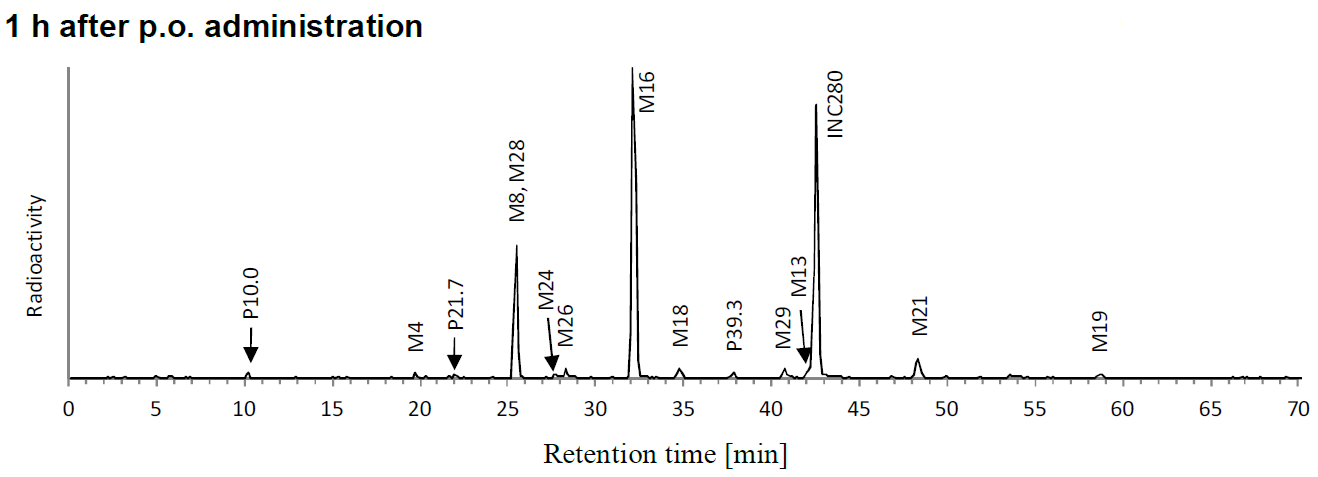 1 h after p.o. administration
Radioactivity
P10.0
M4
P21.7
M8, M28
M24
M26
M16
M18
P39.3
M29
M13
INC280
M21
M19
0 5 10 15 20 25 30 35 40 45 50 55 60 65 70
Retention time [min]